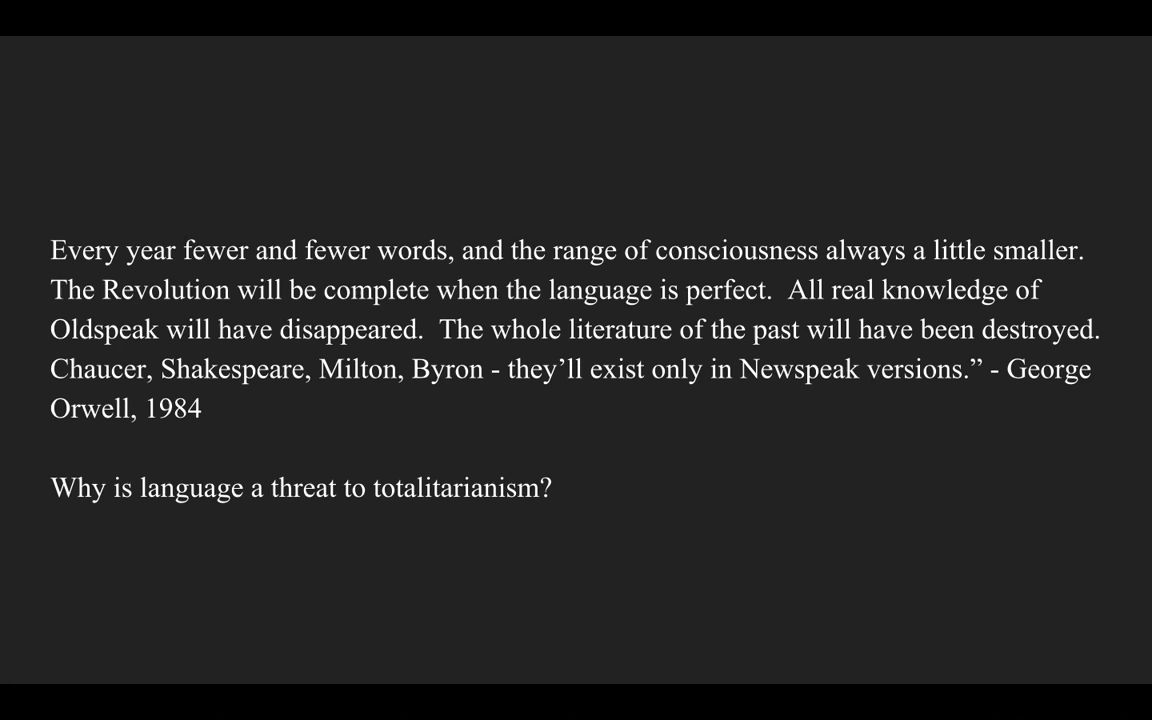 Every year fewer and fewer words, and the range of consciousness always a little smaller.
The Revolution will be complete when the language is perfect.  All real knowledge of
Oldspeak will have disappeared.  The whole literature of the past will have been destroyed.
Chaucer, Shakespeare, Milton, Byron - they’ll exist only in Newspeak versions.” - George
Orwell, 1984
Why is language a threat to totalitarianism?